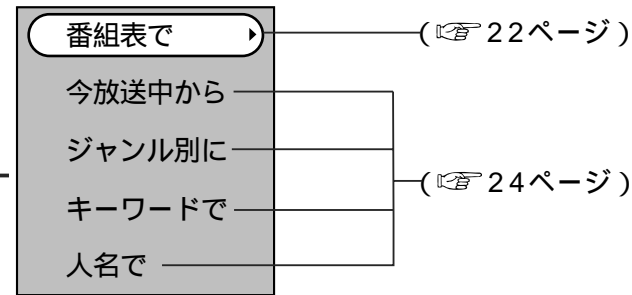 番組表で (☞22ページ)
今放送中から
ジャンル別に
キーワードで (☞24ページ)
人名で